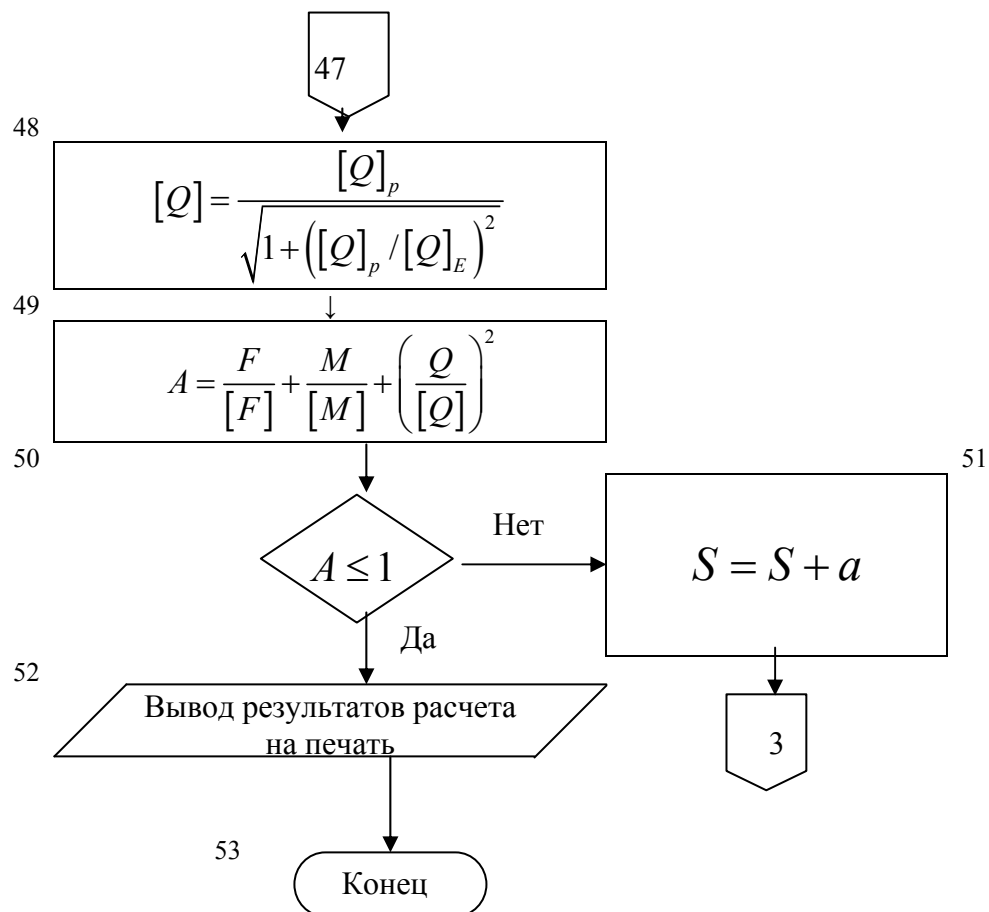 47
48
[Q] = [Q]_p / √(1 + ([Q]_p / [Q]_E)^2)
49
A = F/[F] + M/[M] + (Q/[Q])^2
50
51
Нет
A ≤ 1
S = S + a
Да
52
Вывод результатов расчета
на печать
3
53
Конец